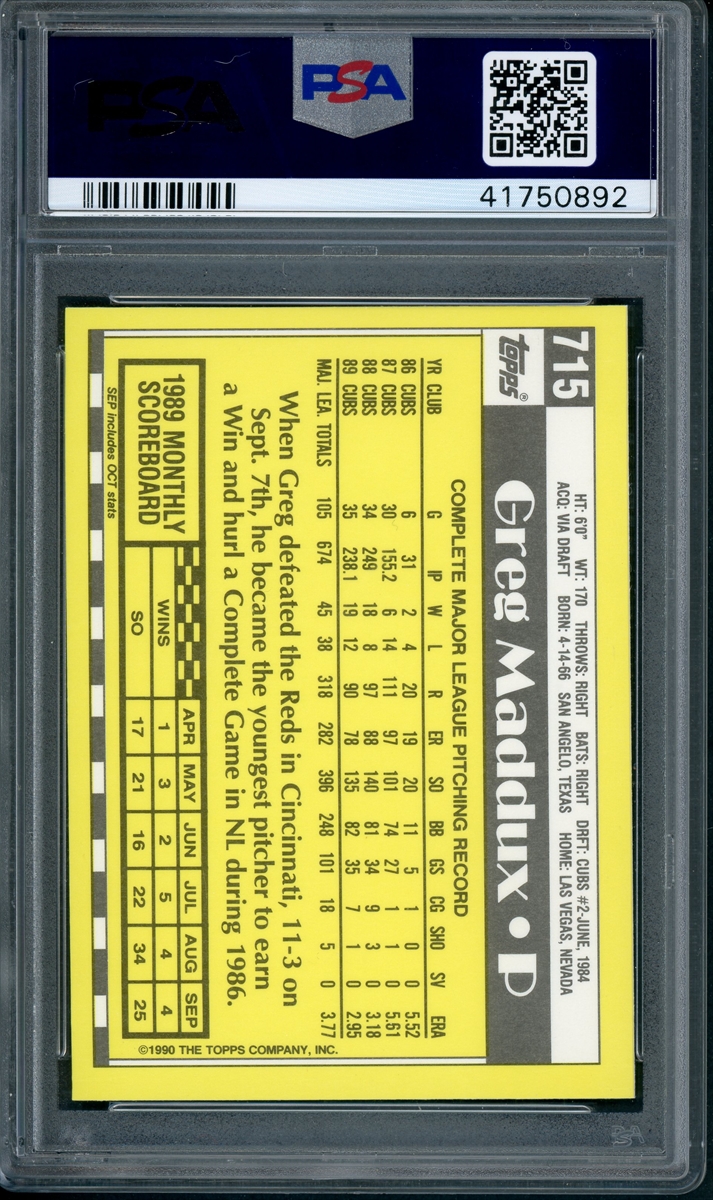 PSA
PSA
41750892
715
topps®
HT: 6'0" WT: 170 THROWS: RIGHT BATS: RIGHT DRFT: CUBS #2-JUNE, 1984
ACQ: VIA DRAFT BORN: 4-14-66 SAN ANGELO, TEXAS HOME: LAS VEGAS, NEVADA
Greg Maddux • P
COMPLETE MAJOR LEAGUE PITCHING RECORD
YR CLUB G IP W L R ER SO BB GS CG SHO SV ERA
86 CUBS 6 31 2 4 20 19 20 11 5 1 0 0 5.52
87 CUBS 30 155.2 6 14 111 97 101 74 27 1 1 0 5.61
88 CUBS 34 249 18 8 97 88 140 81 34 9 3 0 3.18
89 CUBS 35 238.1 19 12 90 78 135 82 35 7 1 0 2.95
MAJ. LEA. TOTALS 105 674 45 38 318 282 396 248 101 18 5 0 3.77
When Greg defeated the Reds in Cincinnati, 11-3 on
Sept. 7th, he became the youngest pitcher to earn
a Win and hurl a Complete Game in NL during 1986.
1989 MONTHLY
SCOREBOARD
APR MAY JUN JUL AUG SEP
WINS 1 3 2 5 4 4
SO 17 21 16 22 34 25
SEP includes OCT stats
©1990 THE TOPPS COMPANY, INC.
PSA